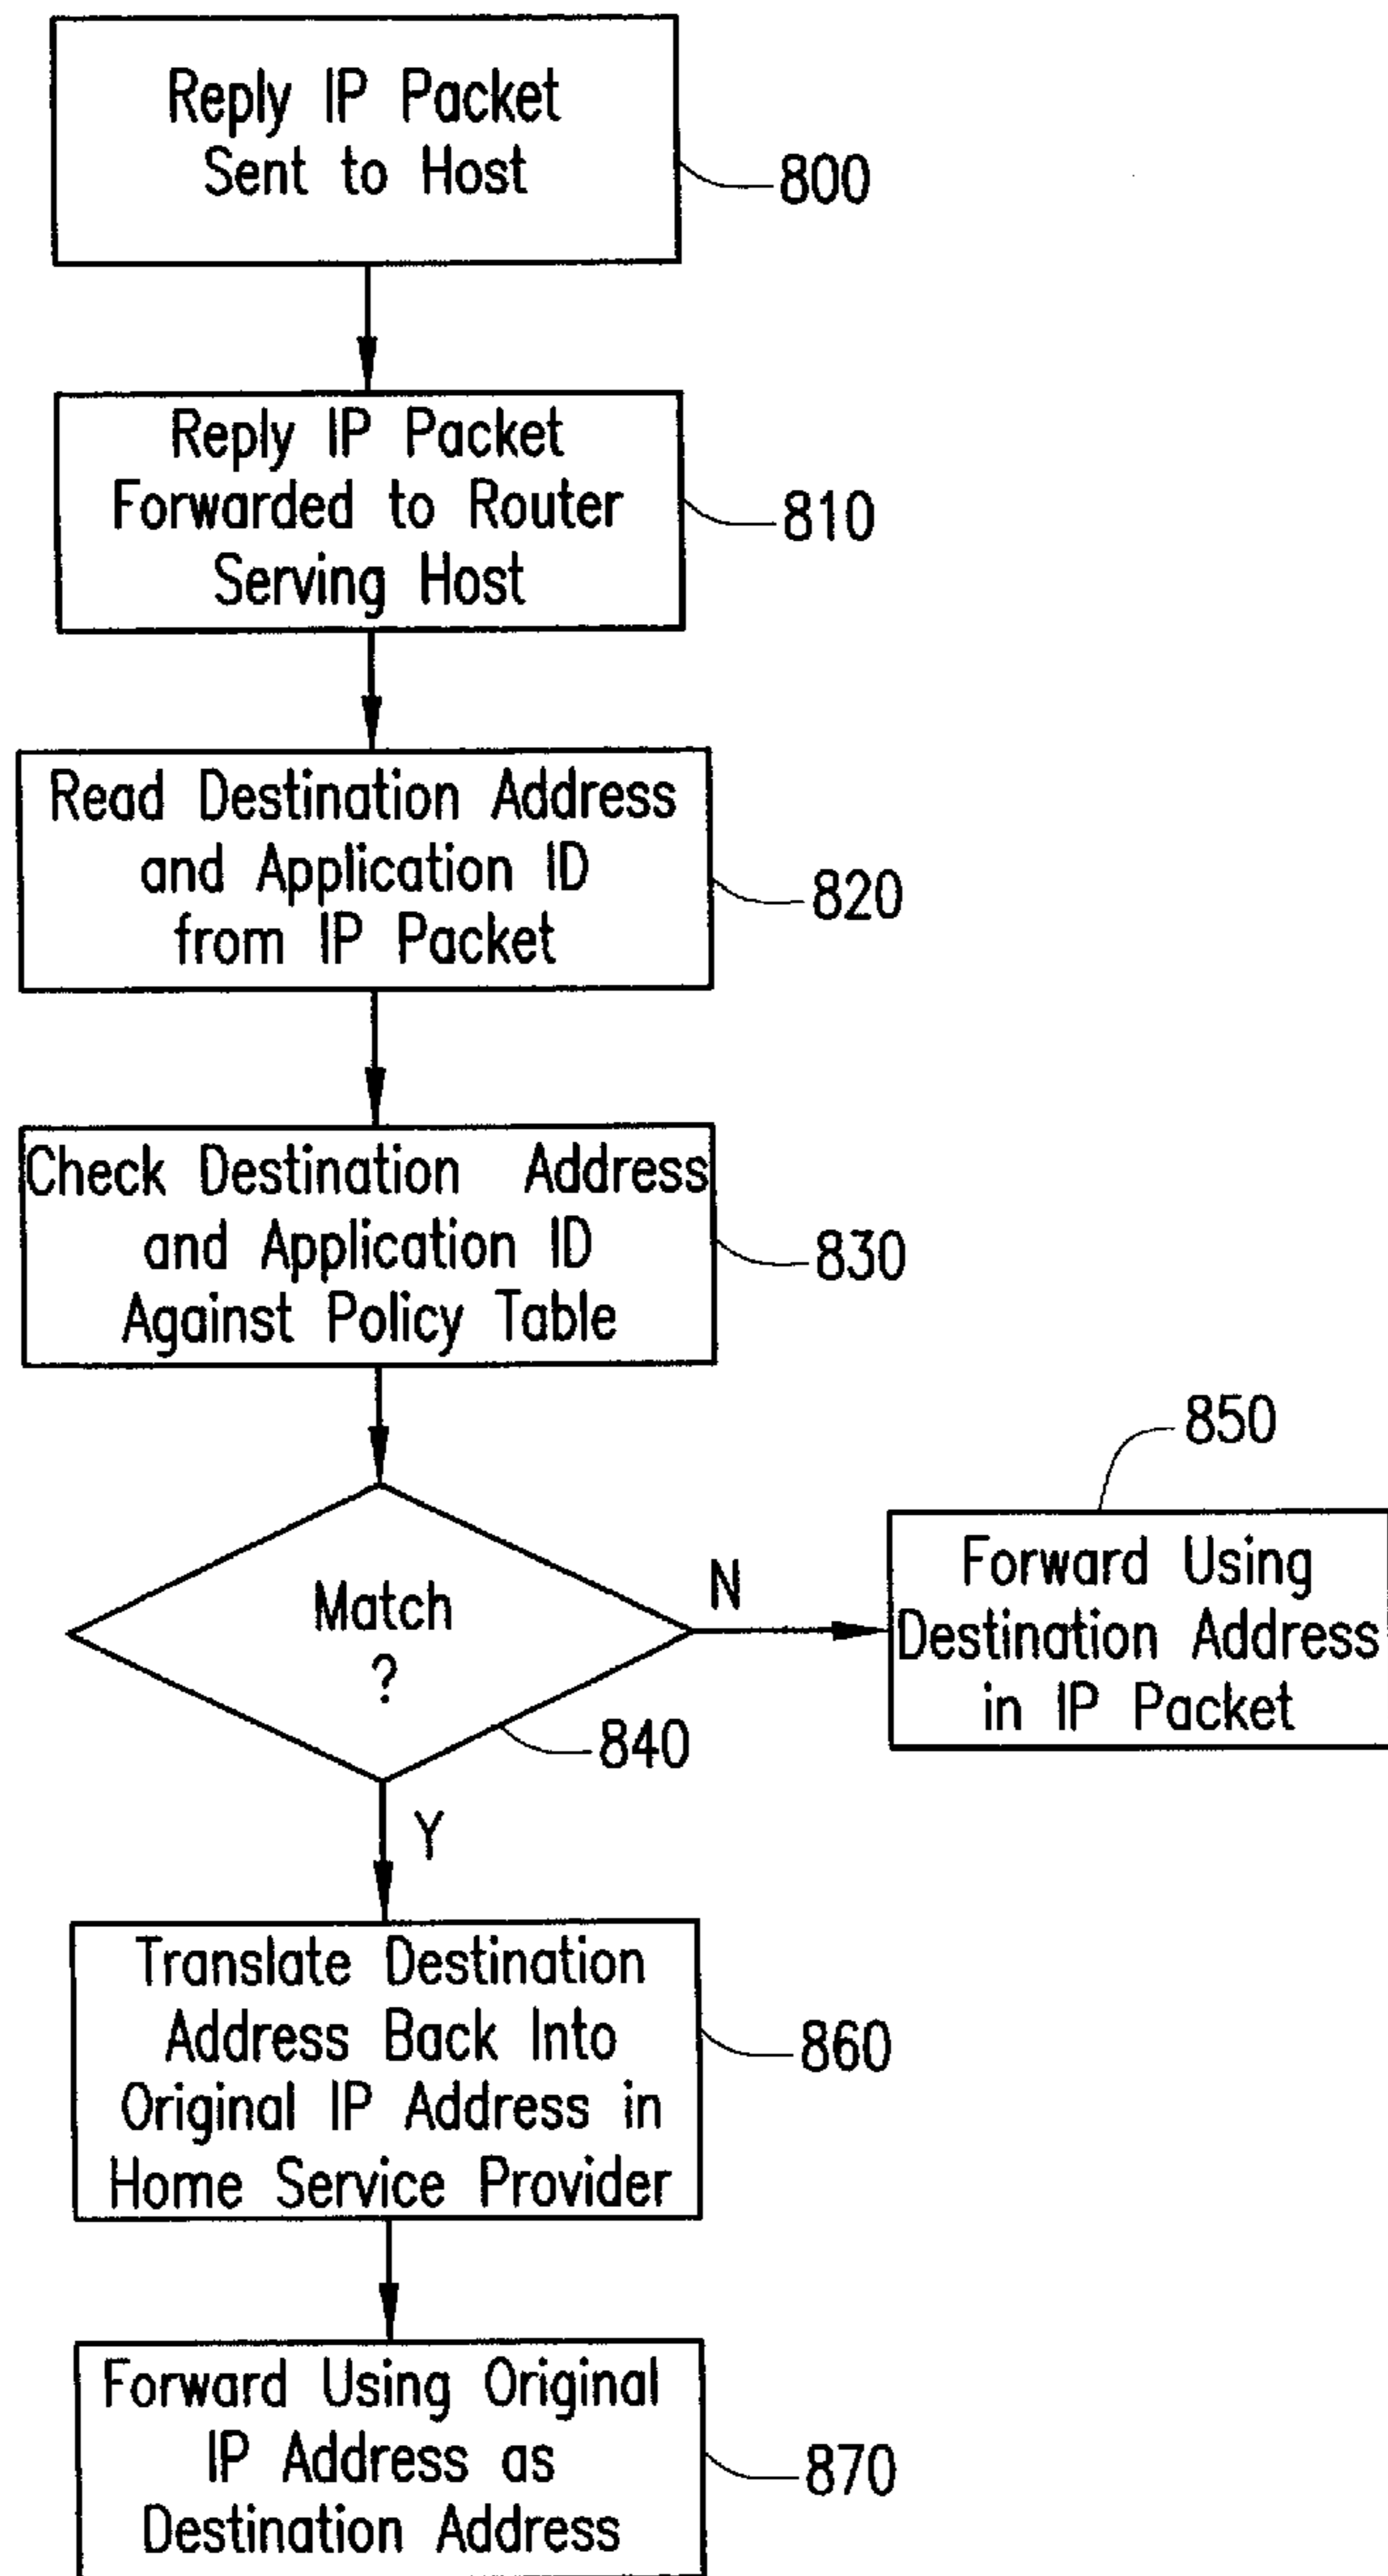 Reply IP Packet
Sent to Host
800
Reply IP Packet
Forwarded to Router
Serving Host
810
Read Destination Address
and Application ID
from IP Packet
820
Check Destination Address
and Application ID
Against Policy Table
830
Match
?
840
N
850
Forward Using
Destination Address
in IP Packet
Y
Translate Destination
Address Back Into
Original IP Address in
Home Service Provider
860
Forward Using Original
IP Address as
Destination Address
870